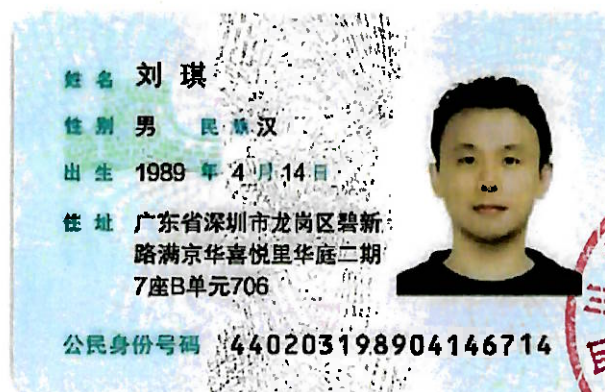 姓名 刘琪
性别 男 民族 汉
出生 1989 年 4 月 14 日
住址 广东省深圳市龙岗区碧新
路满京华喜悦里华庭二期
7座B单元706
公民身份号码 440203198904146714